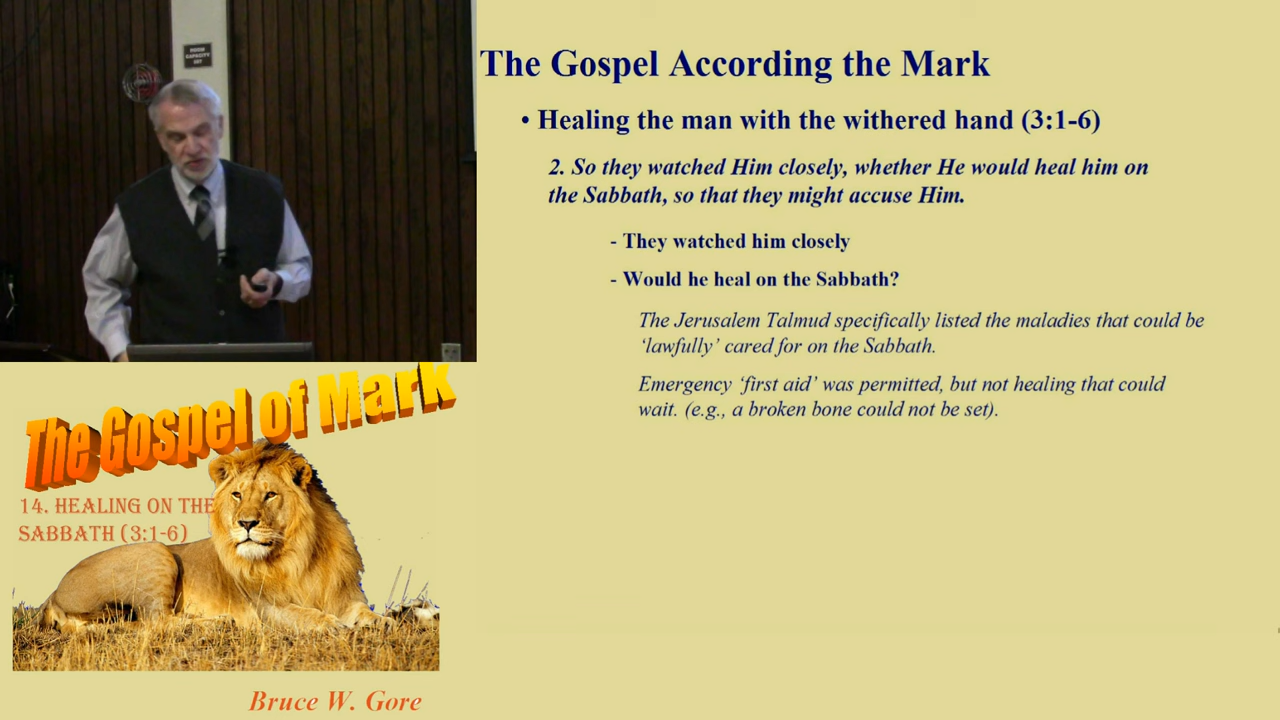 ROOM
CAPACITY
The Gospel According the Mark
• Healing the man with the withered hand (3:1-6)
2. So they watched Him closely, whether He would heal him on
the Sabbath, so that they might accuse Him.
- They watched him closely
- Would he heal on the Sabbath?
The Jerusalem Talmud specifically listed the maladies that could be
‘lawfully’ cared for on the Sabbath.
Emergency ‘first aid’ was permitted, but not healing that could
wait. (e.g., a broken bone could not be set).
The Gospel of Mark
14. HEALING ON THE
SABBATH (3:1-6)
Bruce W. Gore